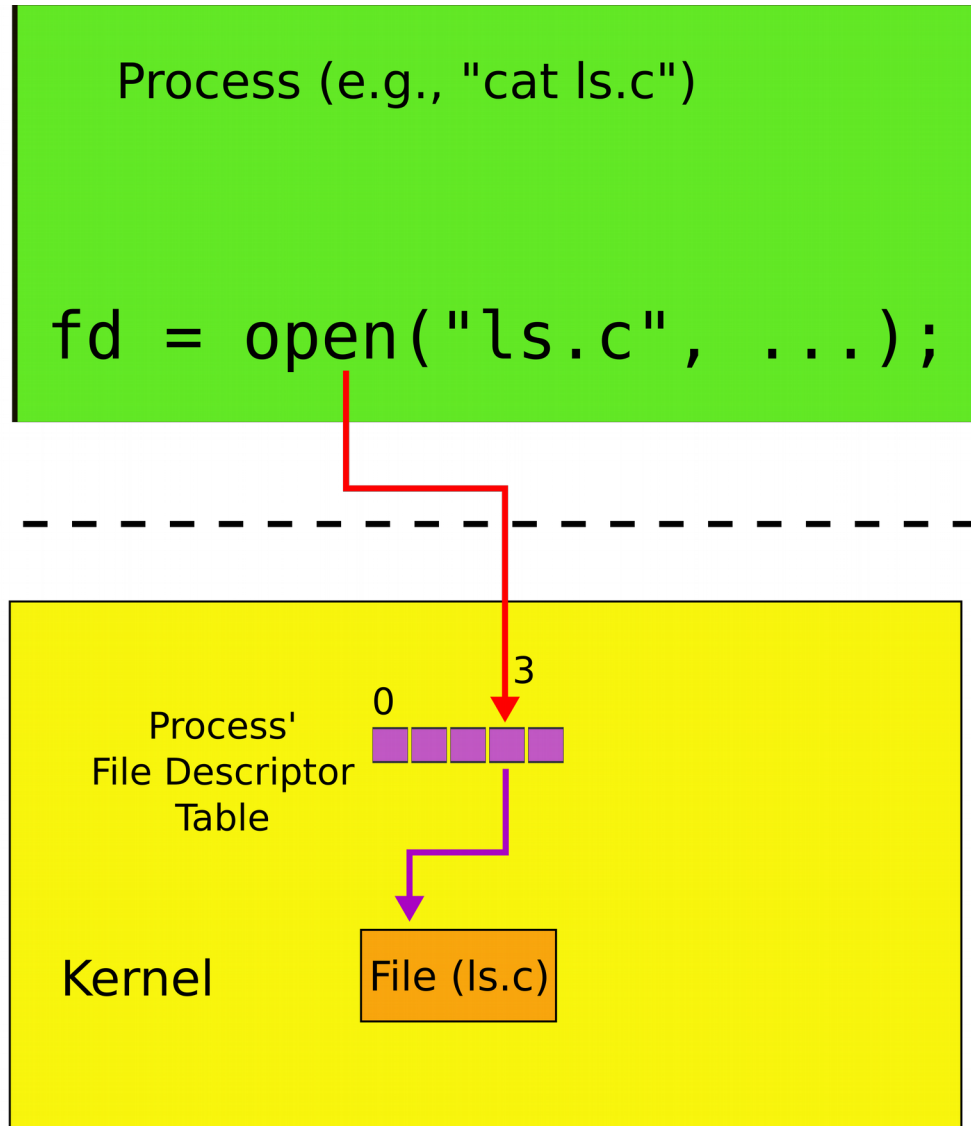 Process (e.g., "cat ls.c")
fd = open("ls.c", ...);
3
0
Process'
File Descriptor
Table
Kernel
File (ls.c)